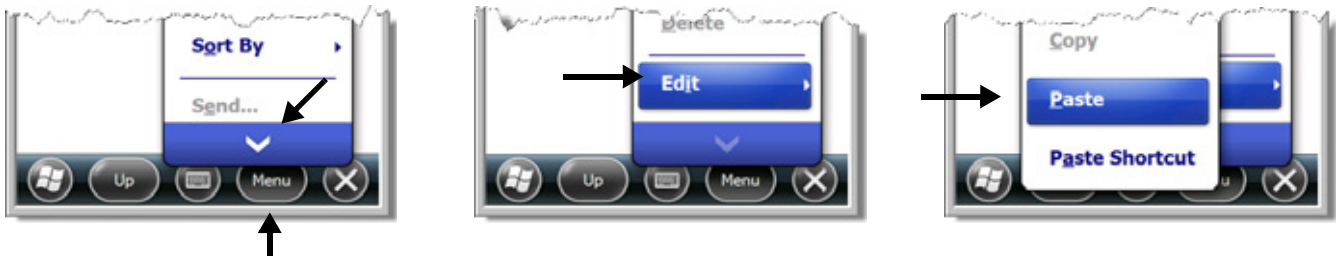 Sort By
Send...
Up
Menu
Delete
Edit
Up
Menu
Copy
Paste
Paste Shortcut
u